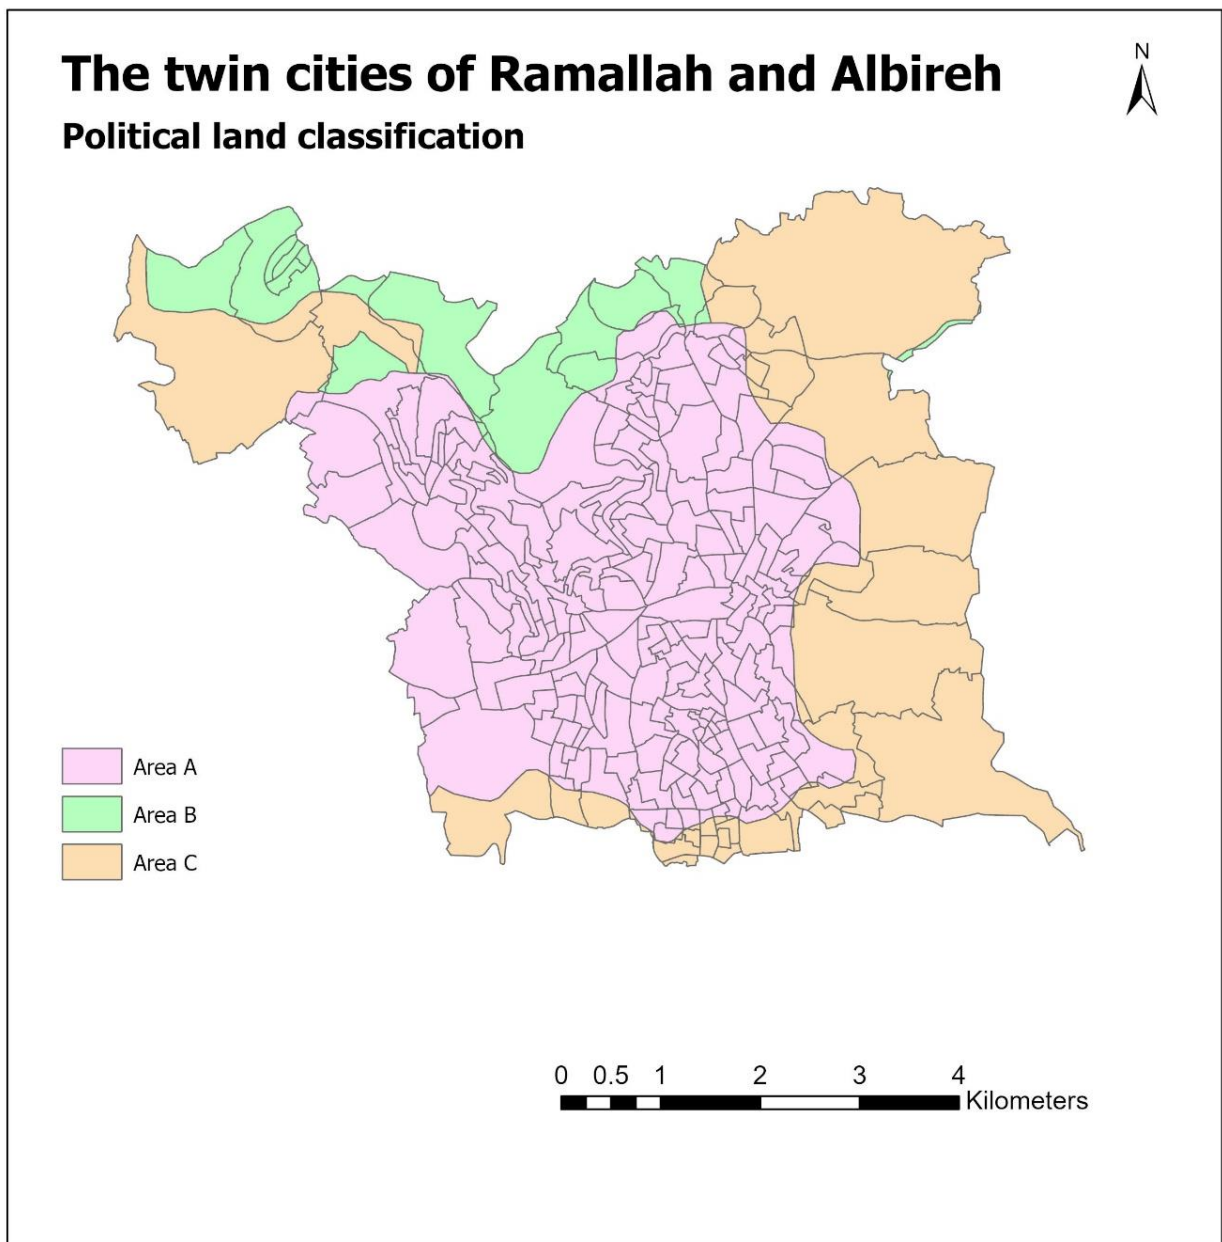 The twin cities of Ramallah and Albireh
Political land classification
N
Area A
Area B
Area C
0 0.5 1 2 3 4
Kilometers